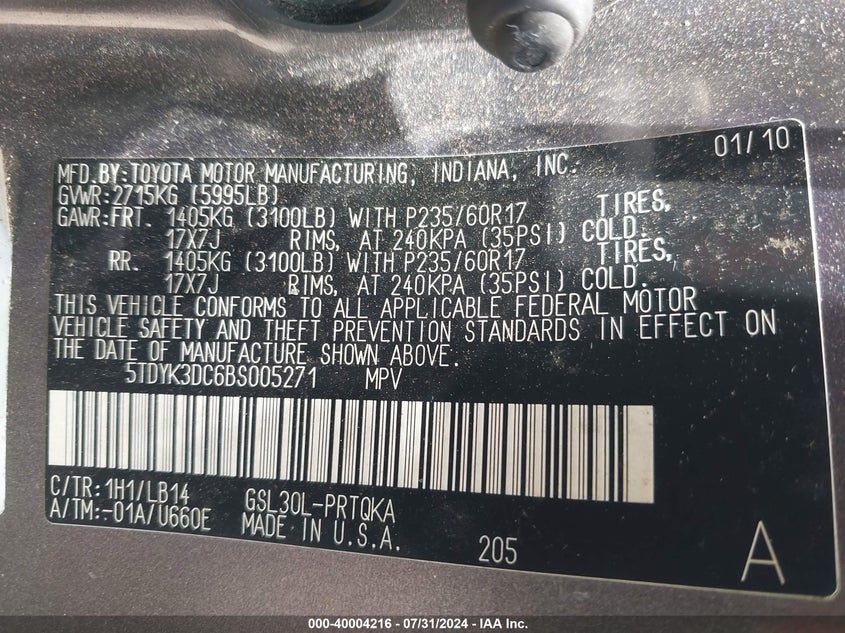 01/10
MFD.BY:TOYOTA MOTOR MANUFACTURING, INDIANA, INC.
GVWR:2715KG (5995LB)
GAWR:FRT. 1405KG (3100LB) WITH P235/60R17 TIRES,
17X7J RIMS, AT 240KPA (35PSI) COLD.
RR. 1405KG (3100LB) WITH P235/60R17 TIRES,
17X7J RIMS, AT 240KPA (35PSI) COLD.
THIS VEHICLE CONFORMS TO ALL APPLICABLE FEDERAL MOTOR
VEHICLE SAFETY AND THEFT PREVENTION STANDARDS IN EFFECT ON
THE DATE OF MANUFACTURE SHOWN ABOVE.
5TDYK3DC6BS005271 MPV
C/TR:1H1/LB14 GSL30L-PRTQKA
A/TM:-01A/U660E MADE IN U.S.A. 205 A
000-40004216 - 07/31/2024 - IAA Inc.